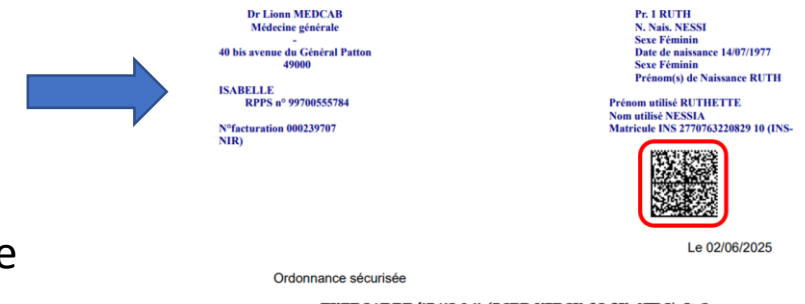 Dr Lionn MEDCAB
Médecine générale
-
40 bis avenue du Général Patton
49000
ISABELLE
RPPS n° 99700555784
N°facturation 000239707
NIR)
Pr. 1 RUTH
N. Nais. NESSI
Sexe Féminin
Date de naissance 14/07/1977
Sexe Féminin
Prénom(s) de Naissance RUTH
Prénom utilisé RUTHETTE
Nom utilisé NESSIA
Matricule INS 2770763220829 10 (INS-
Le 02/06/2025
e
Ordonnance sécurisée